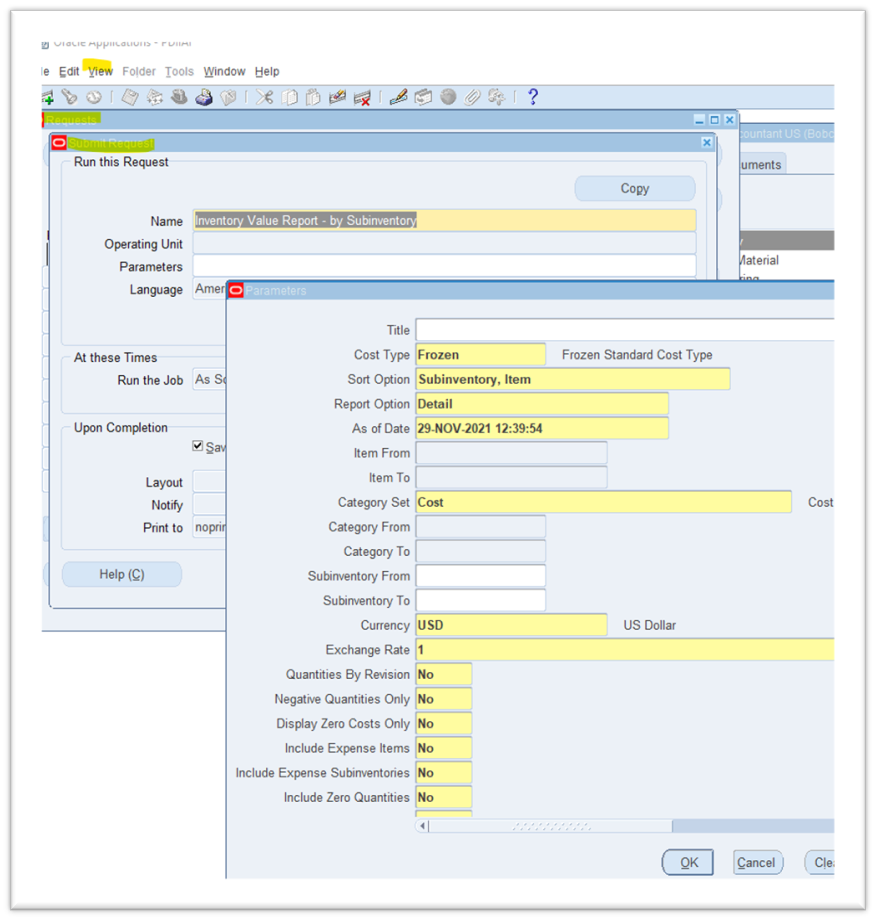 Oracle Applications - PDIIAP
le Edit View Folder Tools Window Help
Requests
Submit Request
countant US (Bobc
uments
Run this Request
Copy
Name Inventory Value Report - by Subinventory
Operating Unit
Parameters
Material
Language Amer
Parameters
Title
At these Times
Run the Job As So
Cost Type Frozen Frozen Standard Cost Type
Sort Option Subinventory, Item
Report Option Detail
Upon Completion
As of Date 29-NOV-2021 12:39:54
Sav
Item From
Item To
Layout
Notify
Print to noprin
Category Set Cost Cost
Category From
Category To
Help (C)
Subinventory From
Subinventory To
Currency USD US Dollar
Exchange Rate 1
Quantities By Revision No
Negative Quantities Only No
Display Zero Costs Only No
Include Expense Items No
Include Expense Subinventories No
Include Zero Quantities No
OK Cancel Clea